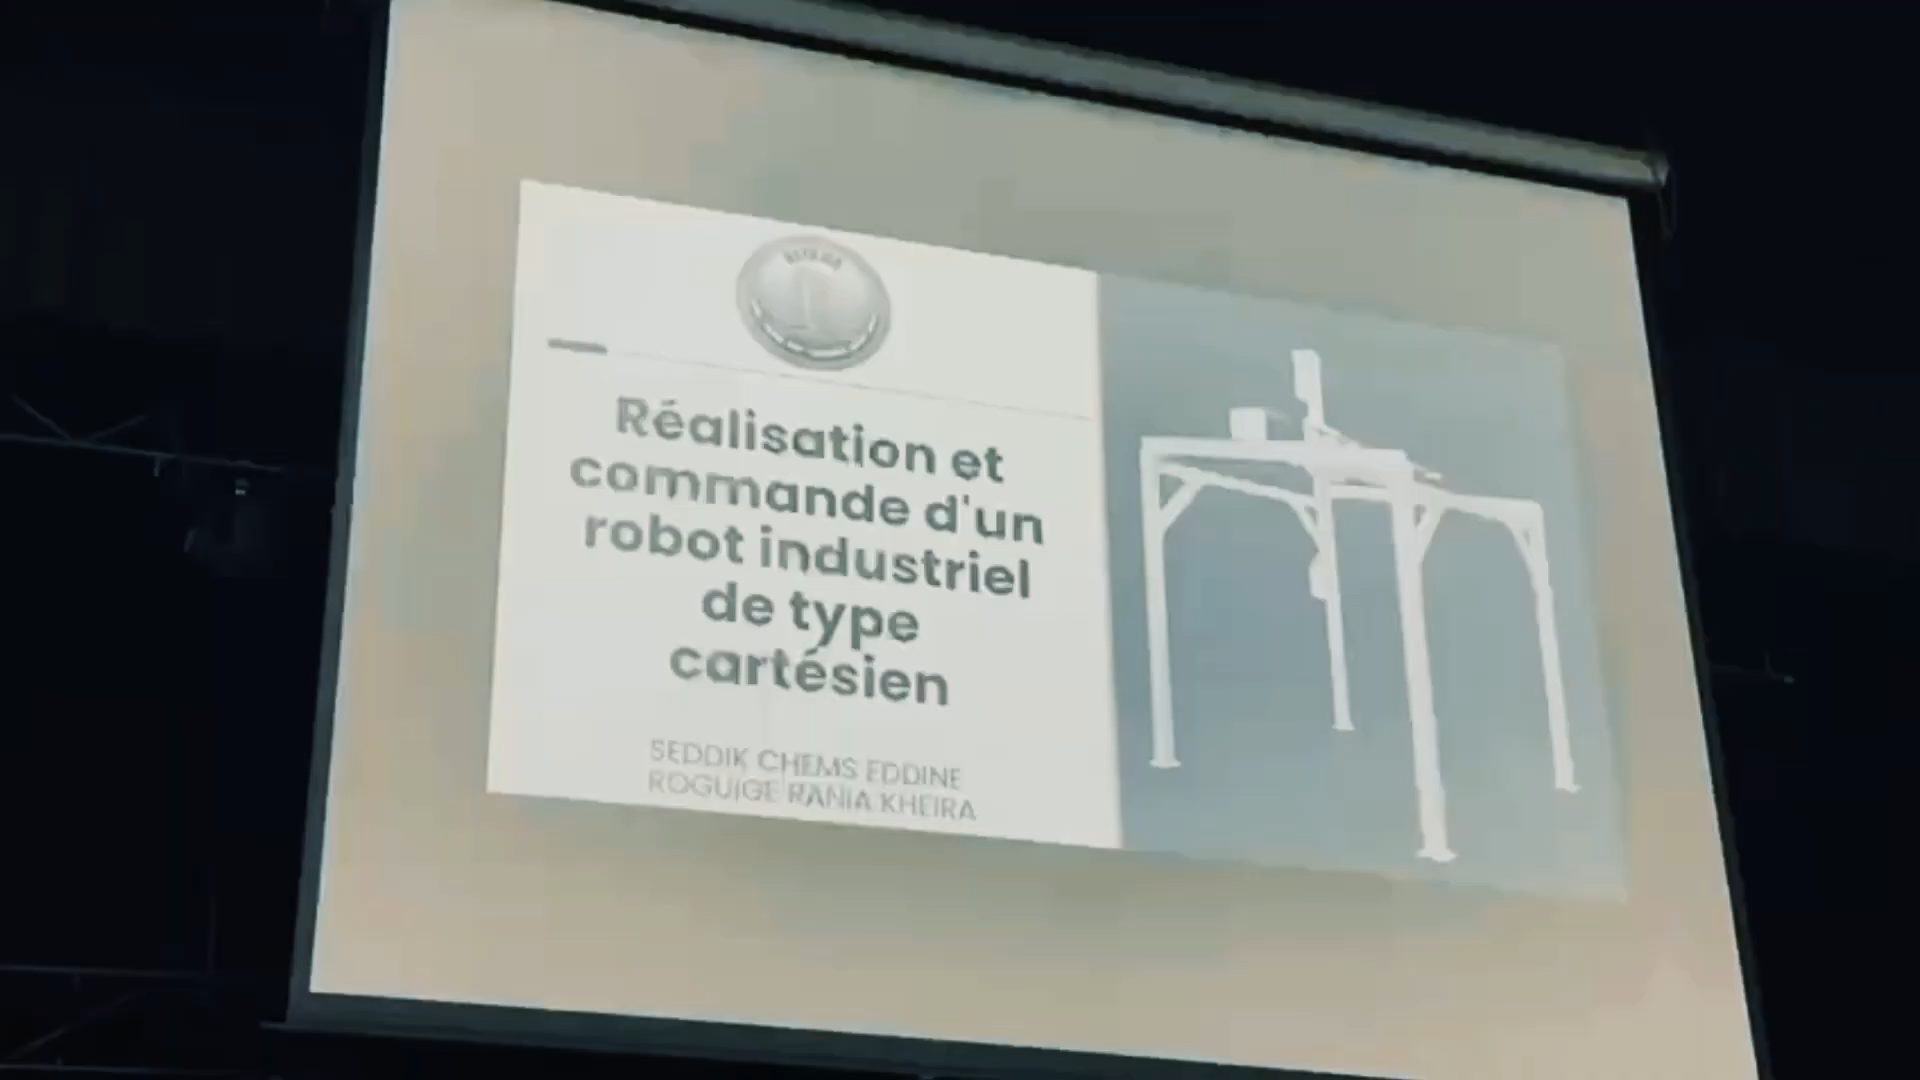 Réalisation et
commande d'un
robot industriel
de type
cartésien
SEDDIK CHEMS EDDINE
ROGUIGE RANIA KHEIRA